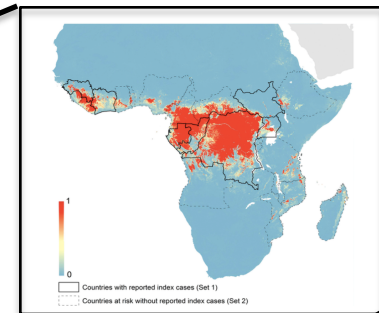 1
0
Countries with reported index cases (Set 1)
Countries at risk without reported index cases (Set 2)